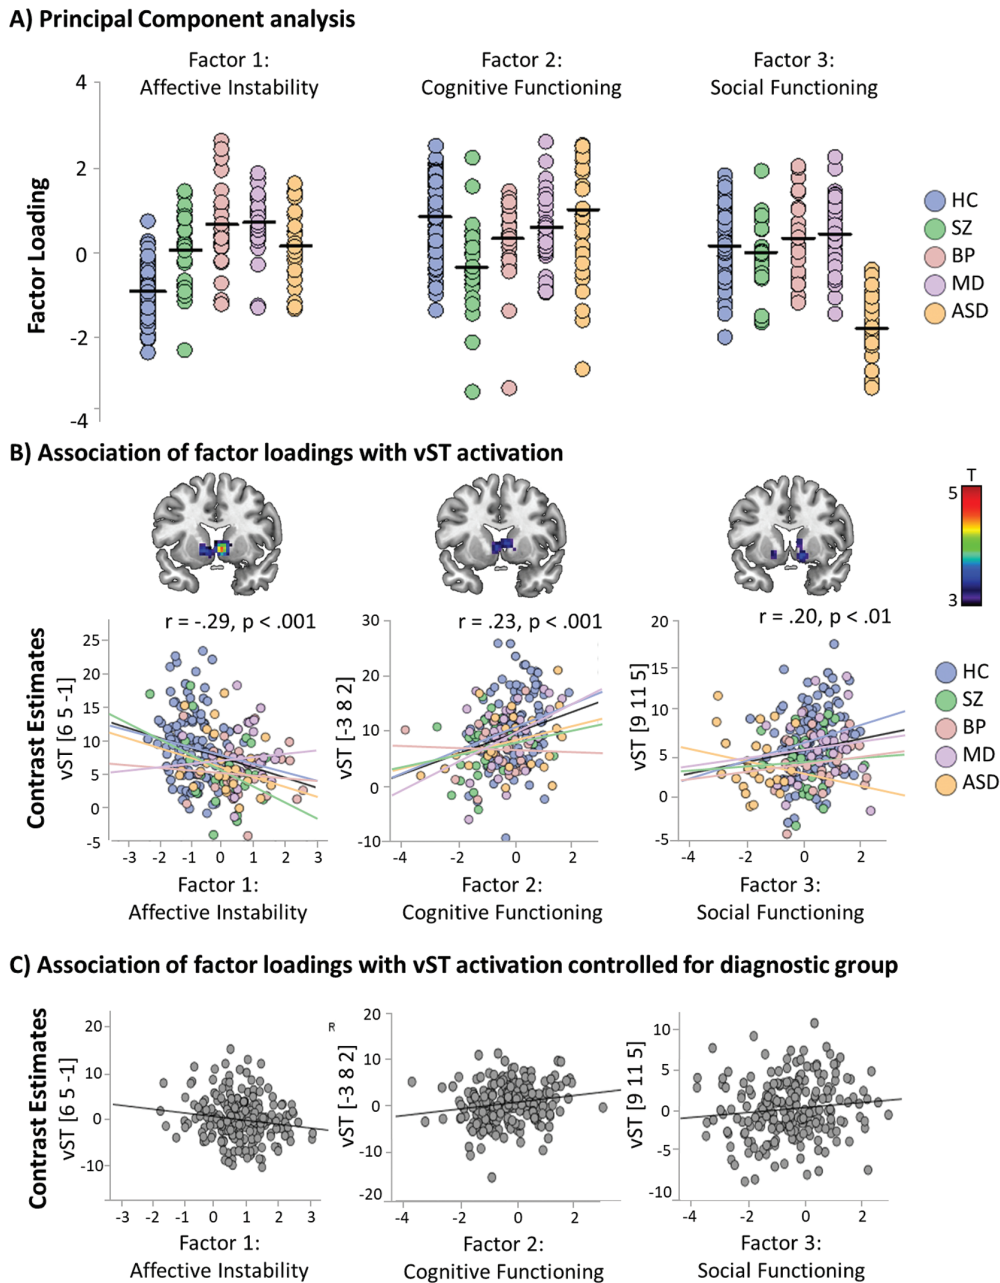 A) Principal Component analysis
Factor 1:
Affective Instability
Factor 2:
Cognitive Functioning
Factor 3:
Social Functioning
Factor Loading
4
2
0
-2
-4
HC
SZ
BP
MD
ASD
B) Association of factor loadings with vST activation
T
5
3
r = -.29, p < .001
r = .23, p < .001
r = .20, p < .01
Contrast Estimates
vST [6 5 -1]
25
20
15
10
5
0
-5
-3 -2 -1 0 1 2 3
Factor 1:
Affective Instability
vST [-3 8 2]
30
20
10
0
-10
-4 -2 0 2
Factor 2:
Cognitive Functioning
vST [9 11 5]
20
15
10
5
0
-5
-4 -2 0 2
Factor 3:
Social Functioning
HC
SZ
BP
MD
ASD
C) Association of factor loadings with vST activation controlled for diagnostic group
Contrast Estimates
vST [6 5 -1]
20
10
0
-10
-3 -2 -1 0 1 2 3
Factor 1:
Affective Instability
R
vST [-3 8 2]
20
10
0
-10
-20
-4 -2 0 2
Factor 2:
Cognitive Functioning
vST [9 11 5]
10
5
0
-5
-10
-4 -2 0 2
Factor 3:
Social Functioning